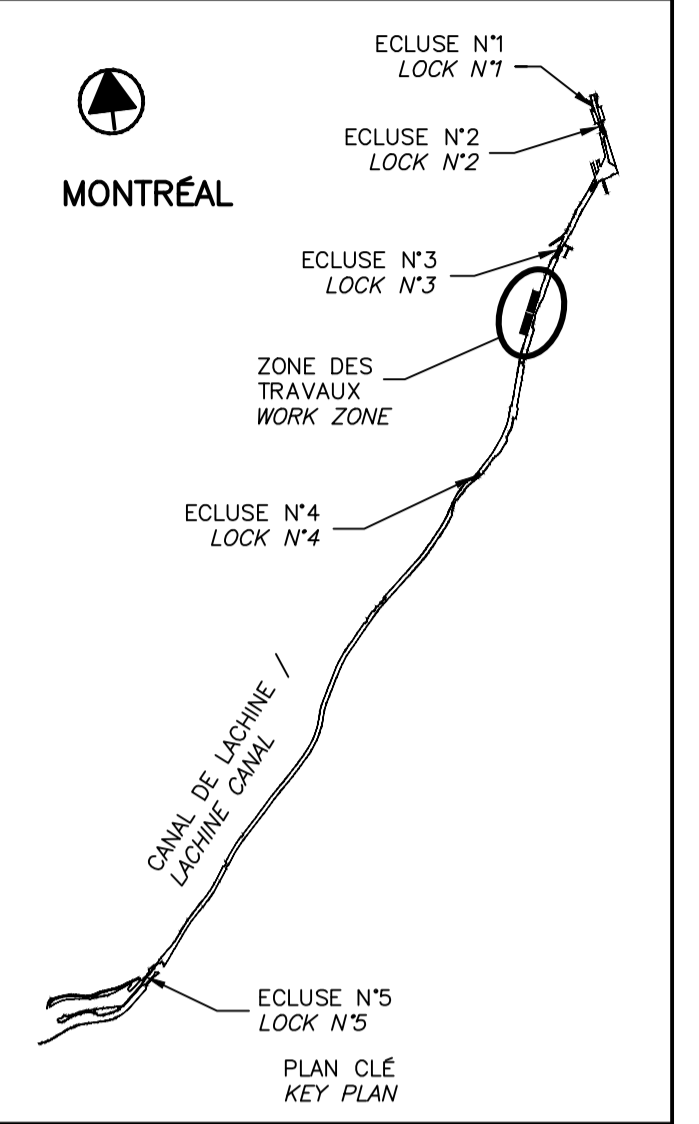 ECLUSE N°1
LOCK N°1
ECLUSE N°2
LOCK N°2
MONTRÉAL
ECLUSE N°3
LOCK N°3
ZONE DES
TRAVAUX
WORK ZONE
ECLUSE N°4
LOCK N°4
CANAL DE LACHINE /
LACHINE CANAL
ECLUSE N°5
LOCK N°5
PLAN CLÉ
KEY PLAN